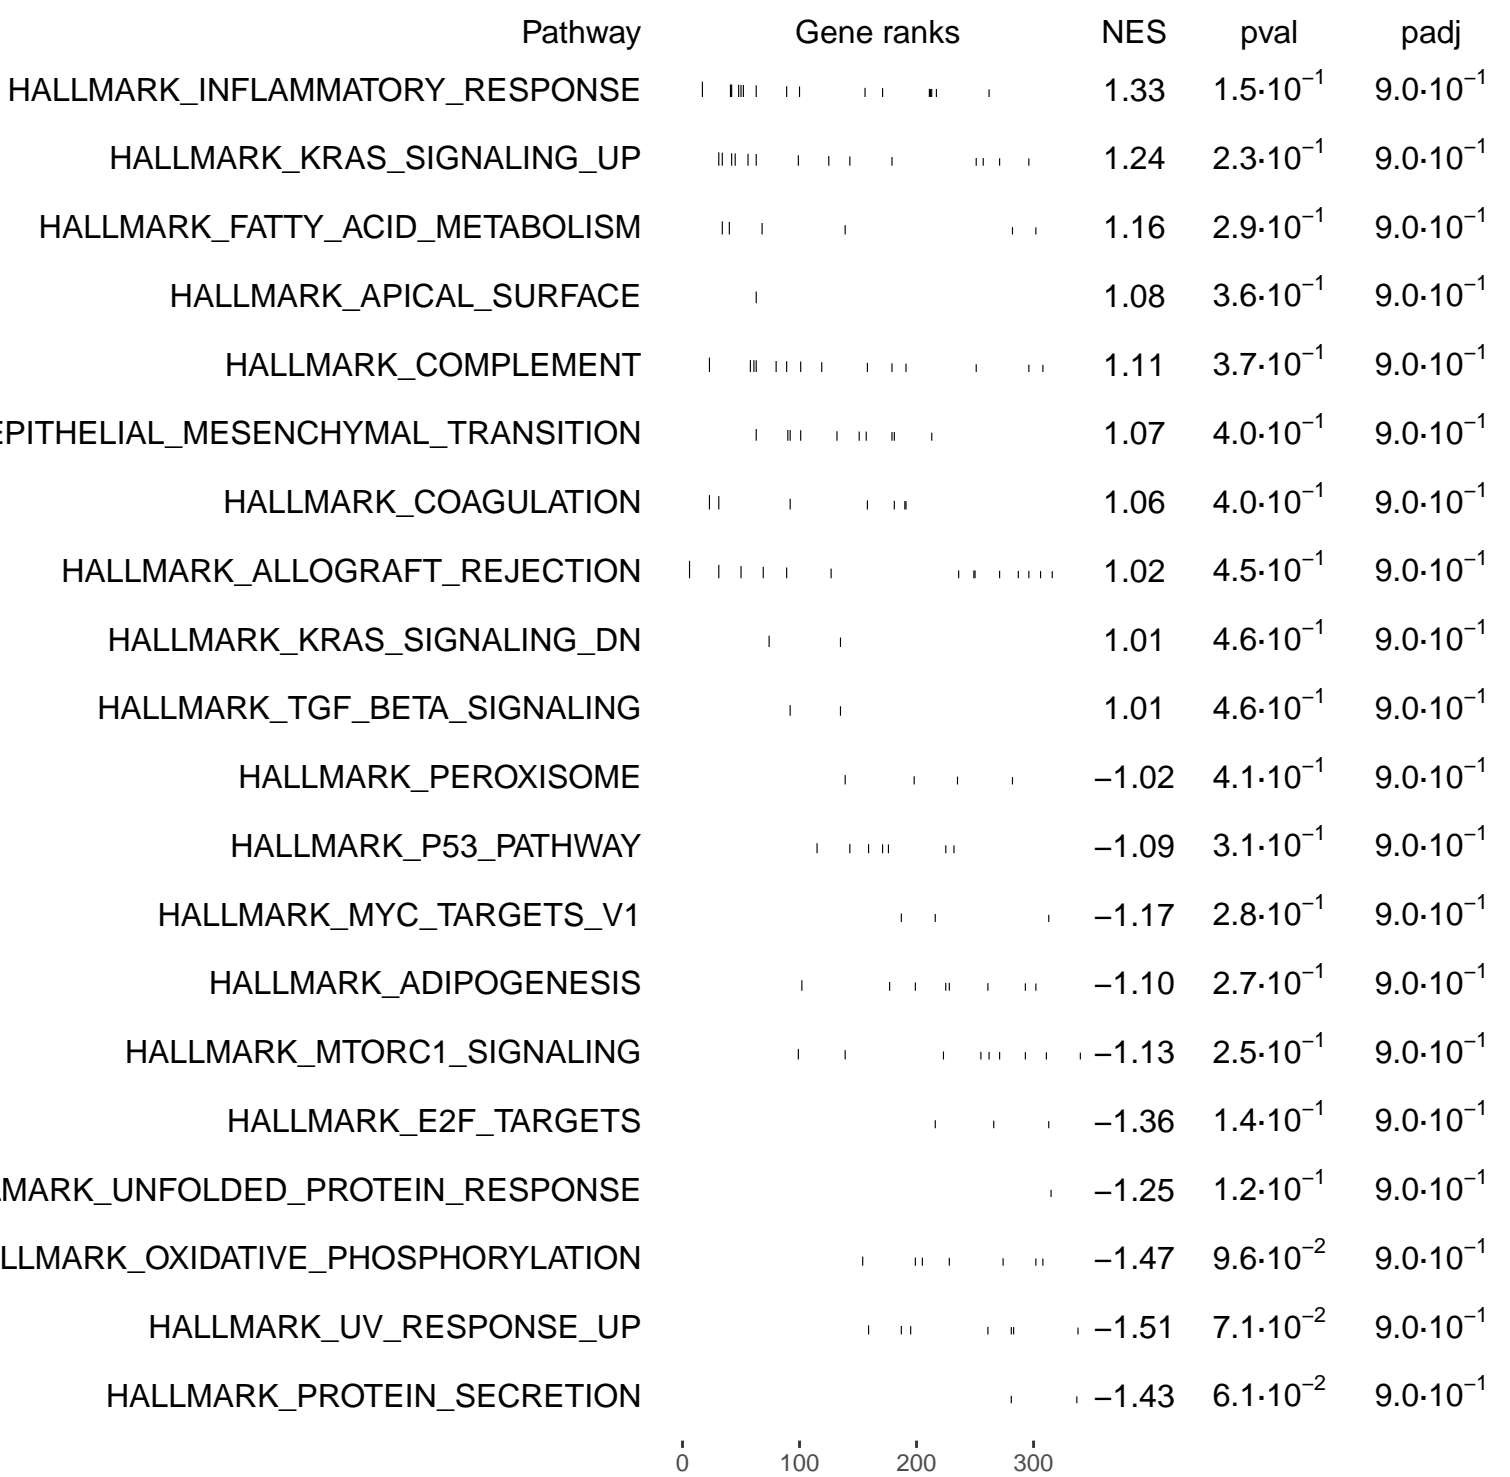 Pathway Gene ranks NES pval padj
HALLMARK_INFLAMMATORY_RESPONSE 1.33 1.5·10⁻¹ 9.0·10⁻¹
HALLMARK_KRAS_SIGNALING_UP 1.24 2.3·10⁻¹ 9.0·10⁻¹
HALLMARK_FATTY_ACID_METABOLISM 1.16 2.9·10⁻¹ 9.0·10⁻¹
HALLMARK_APICAL_SURFACE 1.08 3.6·10⁻¹ 9.0·10⁻¹
HALLMARK_COMPLEMENT 1.11 3.7·10⁻¹ 9.0·10⁻¹
EPITHELIAL_MESENCHYMAL_TRANSITION 1.07 4.0·10⁻¹ 9.0·10⁻¹
HALLMARK_COAGULATION 1.06 4.0·10⁻¹ 9.0·10⁻¹
HALLMARK_ALLOGRAFT_REJECTION 1.02 4.5·10⁻¹ 9.0·10⁻¹
HALLMARK_KRAS_SIGNALING_DN 1.01 4.6·10⁻¹ 9.0·10⁻¹
HALLMARK_TGF_BETA_SIGNALING 1.01 4.6·10⁻¹ 9.0·10⁻¹
HALLMARK_PEROXISOME −1.02 4.1·10⁻¹ 9.0·10⁻¹
HALLMARK_P53_PATHWAY −1.09 3.1·10⁻¹ 9.0·10⁻¹
HALLMARK_MYC_TARGETS_V1 −1.17 2.8·10⁻¹ 9.0·10⁻¹
HALLMARK_ADIPOGENESIS −1.10 2.7·10⁻¹ 9.0·10⁻¹
HALLMARK_MTORC1_SIGNALING −1.13 2.5·10⁻¹ 9.0·10⁻¹
HALLMARK_E2F_TARGETS −1.36 1.4·10⁻¹ 9.0·10⁻¹
MARK_UNFOLDED_PROTEIN_RESPONSE −1.25 1.2·10⁻¹ 9.0·10⁻¹
LLMARK_OXIDATIVE_PHOSPHORYLATION −1.47 9.6·10⁻² 9.0·10⁻¹
HALLMARK_UV_RESPONSE_UP −1.51 7.1·10⁻² 9.0·10⁻¹
HALLMARK_PROTEIN_SECRETION −1.43 6.1·10⁻² 9.0·10⁻¹
0 100 200 300